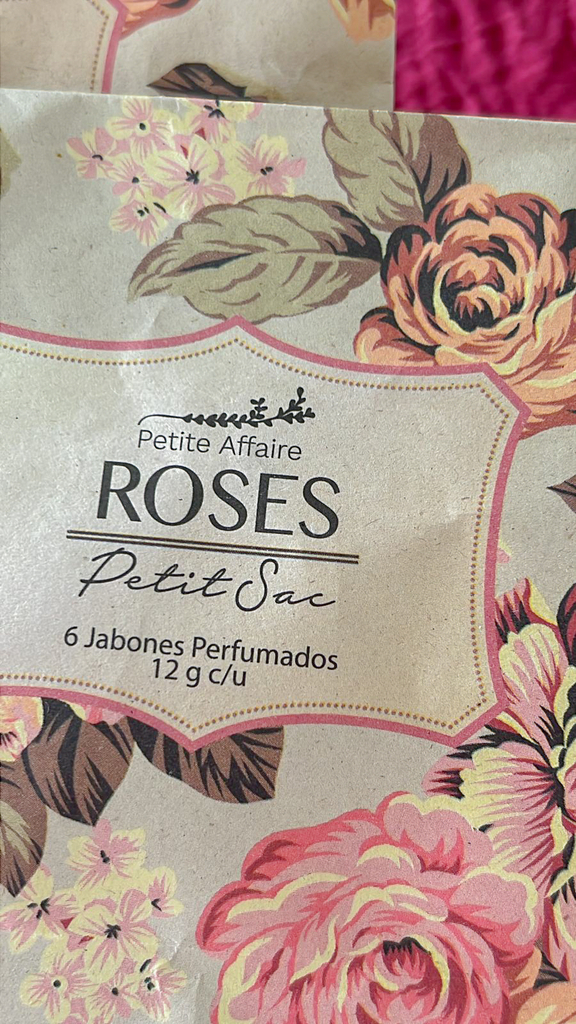 Petite Affaire
ROSES
Petit Sac
6 Jabones Perfumados
12 g c/u